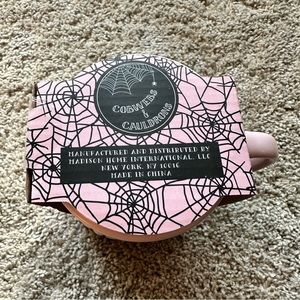 COBWEBS
&
CAULDRONS
MANUFACTURED AND DISTRIBUTED BY
MADISON HOME INTERNATIONAL, LLC
NEW YORK, NY 10016
MADE IN CHINA